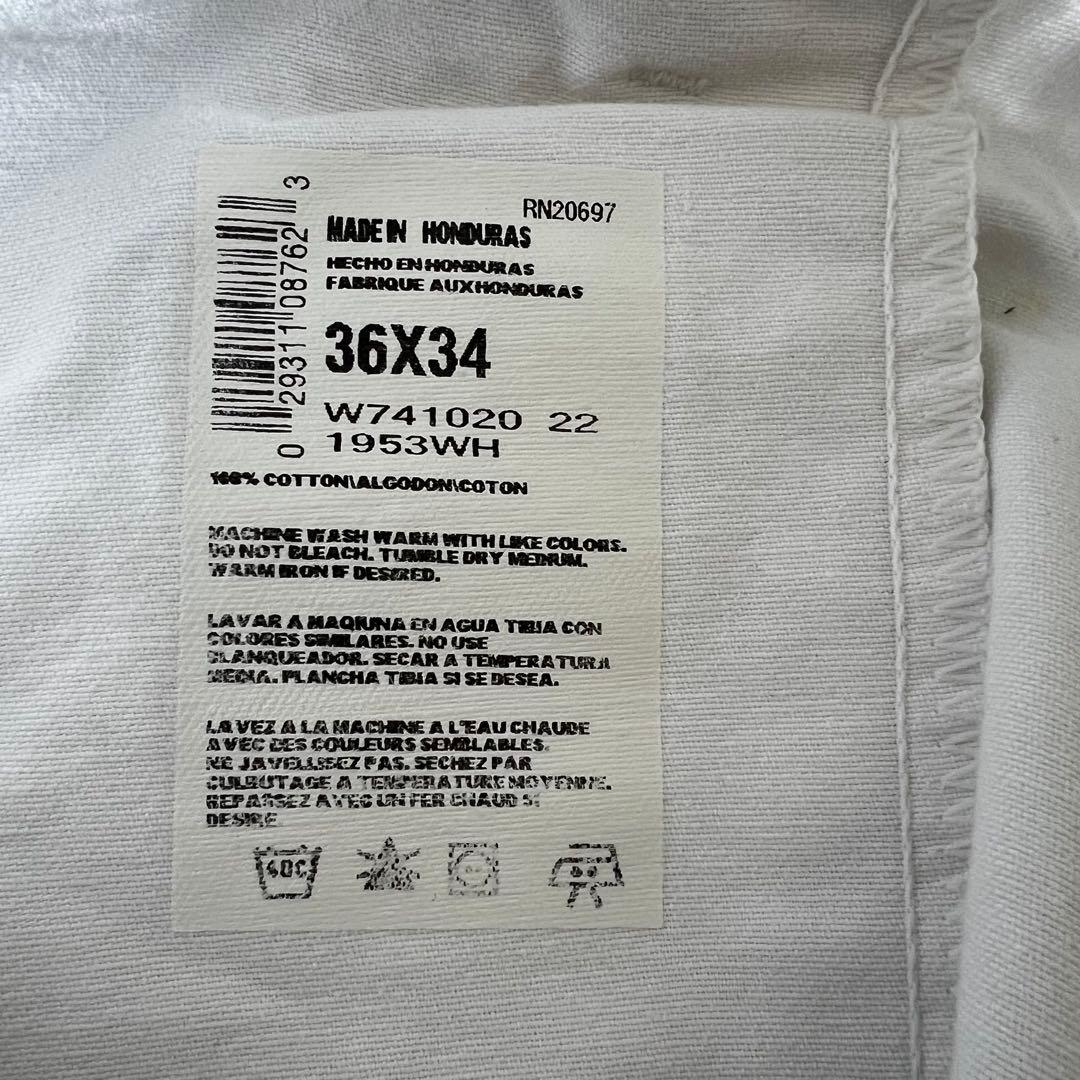 RN20697
MADE IN HONDURAS
HECHO EN HONDURAS
FABRIQUE AUX HONDURAS
36X34
W741020 22
1953WH
0 29311 08762 3
100% COTTON\ALGODON\COTON
MACHINE WASH WARM WITH LIKE COLORS.
DO NOT BLEACH. TUMBLE DRY MEDIUM.
WARM IRON IF DESIRED.
LAVAR A MAQIUNA EN AGUA TIBIA CON
COLORES SIMILARES. NO USE
BLANQUEADOR. SECAR A TEMPERATURA
MEDIA. PLANCHA TIBIA SI SE DESEA.
LAVEZ A LA MACHINE A L'EAU CHAUDE
AVEC DES COULEURS SEMBLABLES.
NE JAVELLISEZ PAS. SECHEZ PAR
CULBUTAGE A TEMPERATURE MOYENNE.
REPASSEZ AVEC UN FER CHAUD SI
DESIRE
40C